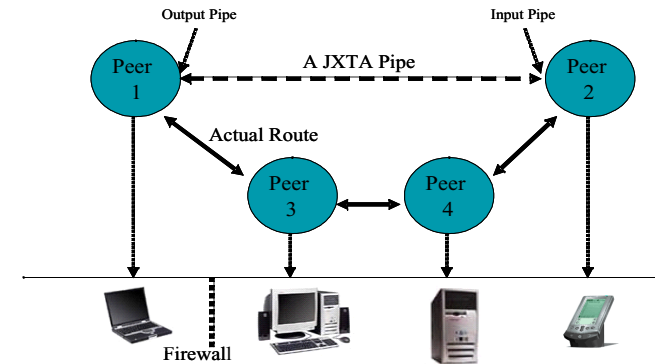 Output Pipe
Input Pipe
A JXTA Pipe
Peer
1
Peer
2
Actual Route
Peer
3
Peer
4
Firewall